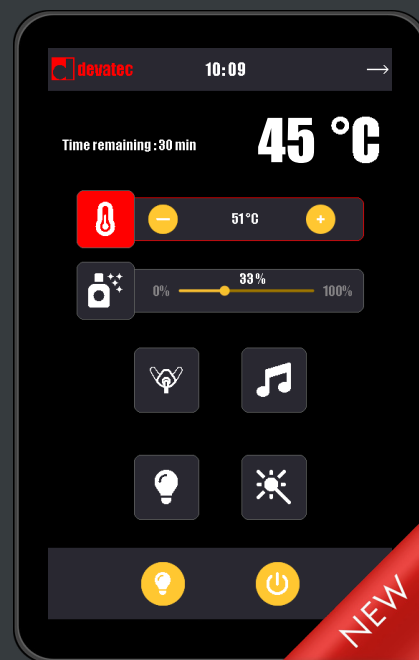 devatec
10:09
Time remaining : 30 min
45 °C
51°C
33 %
0%
100%
NEW